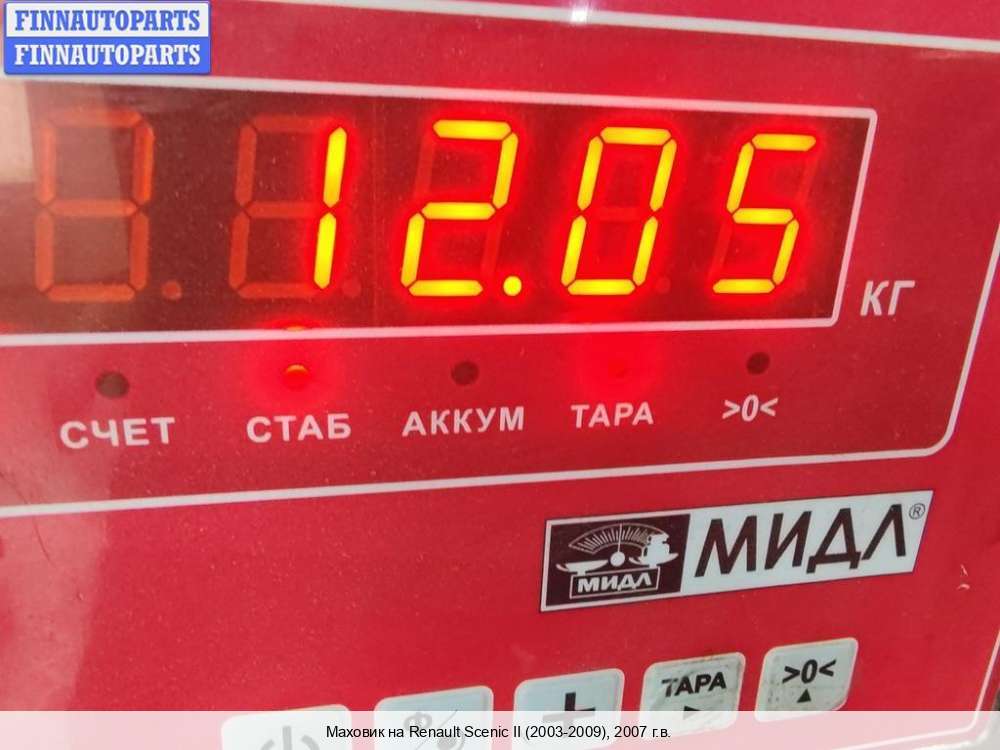 FINNAUTOPARTS
FINNAUTOPARTS
12.05
КГ
СЧЕТ СТАБ АККУМ ТАРА >0<
МИДЛ МИДЛ®
+ ТАРА >0<
Маховик на Renault Scenic II (2003-2009), 2007 г.в.